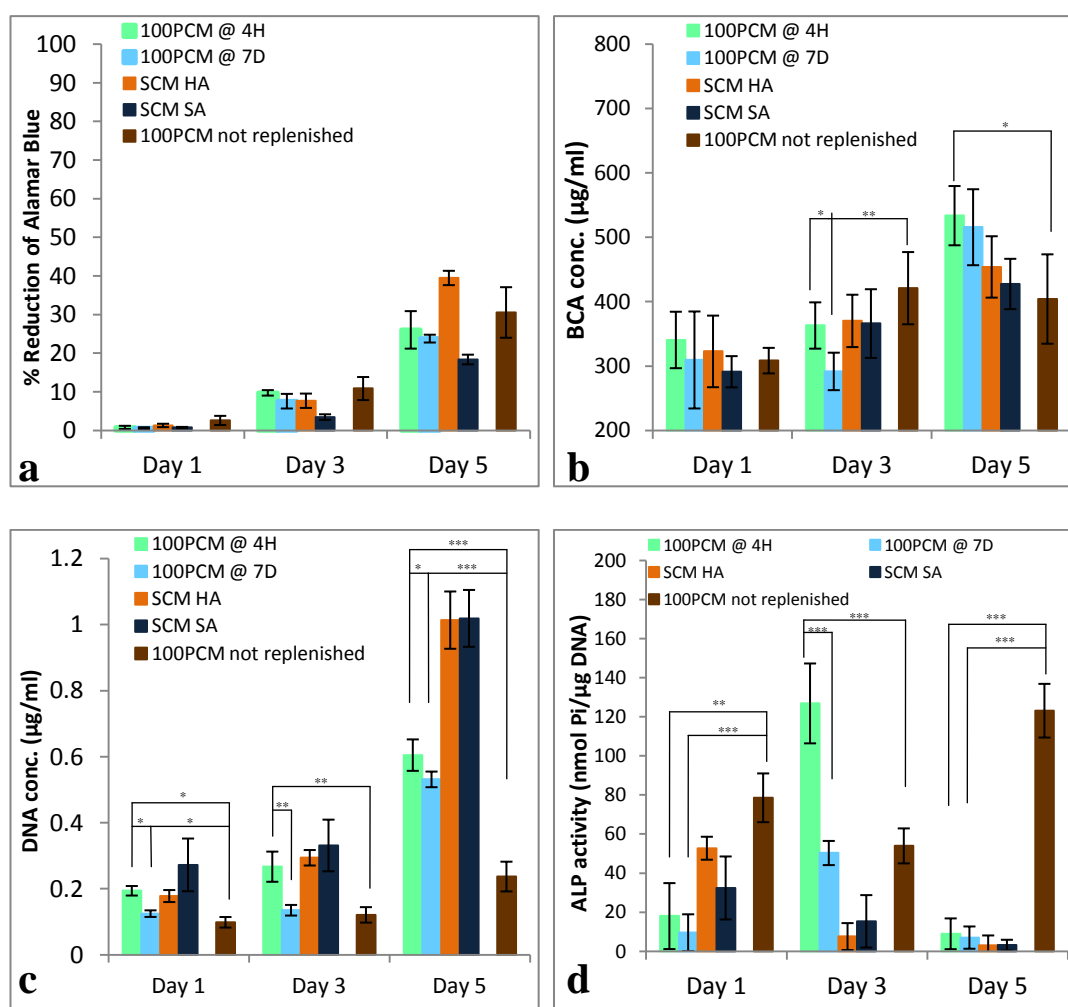 100PCM @ 4H
100PCM @ 7D
SCM HA
SCM SA
100PCM not replenished
% Reduction of Alamar Blue
100
90
80
70
60
50
40
30
20
10
0
Day 1 Day 3 Day 5
a
100PCM @ 4H
100PCM @ 7D
SCM HA
SCM SA
100PCM not replenished
BCA conc. (µg/ml)
800
700
600
500
400
300
200
*
* **
Day 1 Day 3 Day 5
b
100PCM @ 4H
100PCM @ 7D
SCM HA
SCM SA
100PCM not replenished
DNA conc. (µg/ml)
1.2
1
0.8
0.6
0.4
0.2
0
***
* ***
**
**
*
* *
Day 1 Day 3 Day 5
c
100PCM @ 4H 100PCM @ 7D
SCM HA SCM SA
100PCM not replenished
ALP activity (nmol Pi/µg DNA)
200
180
160
140
120
100
80
60
40
20
0
*** ***
*** ***
**
***
Day 1 Day 3 Day 5
d